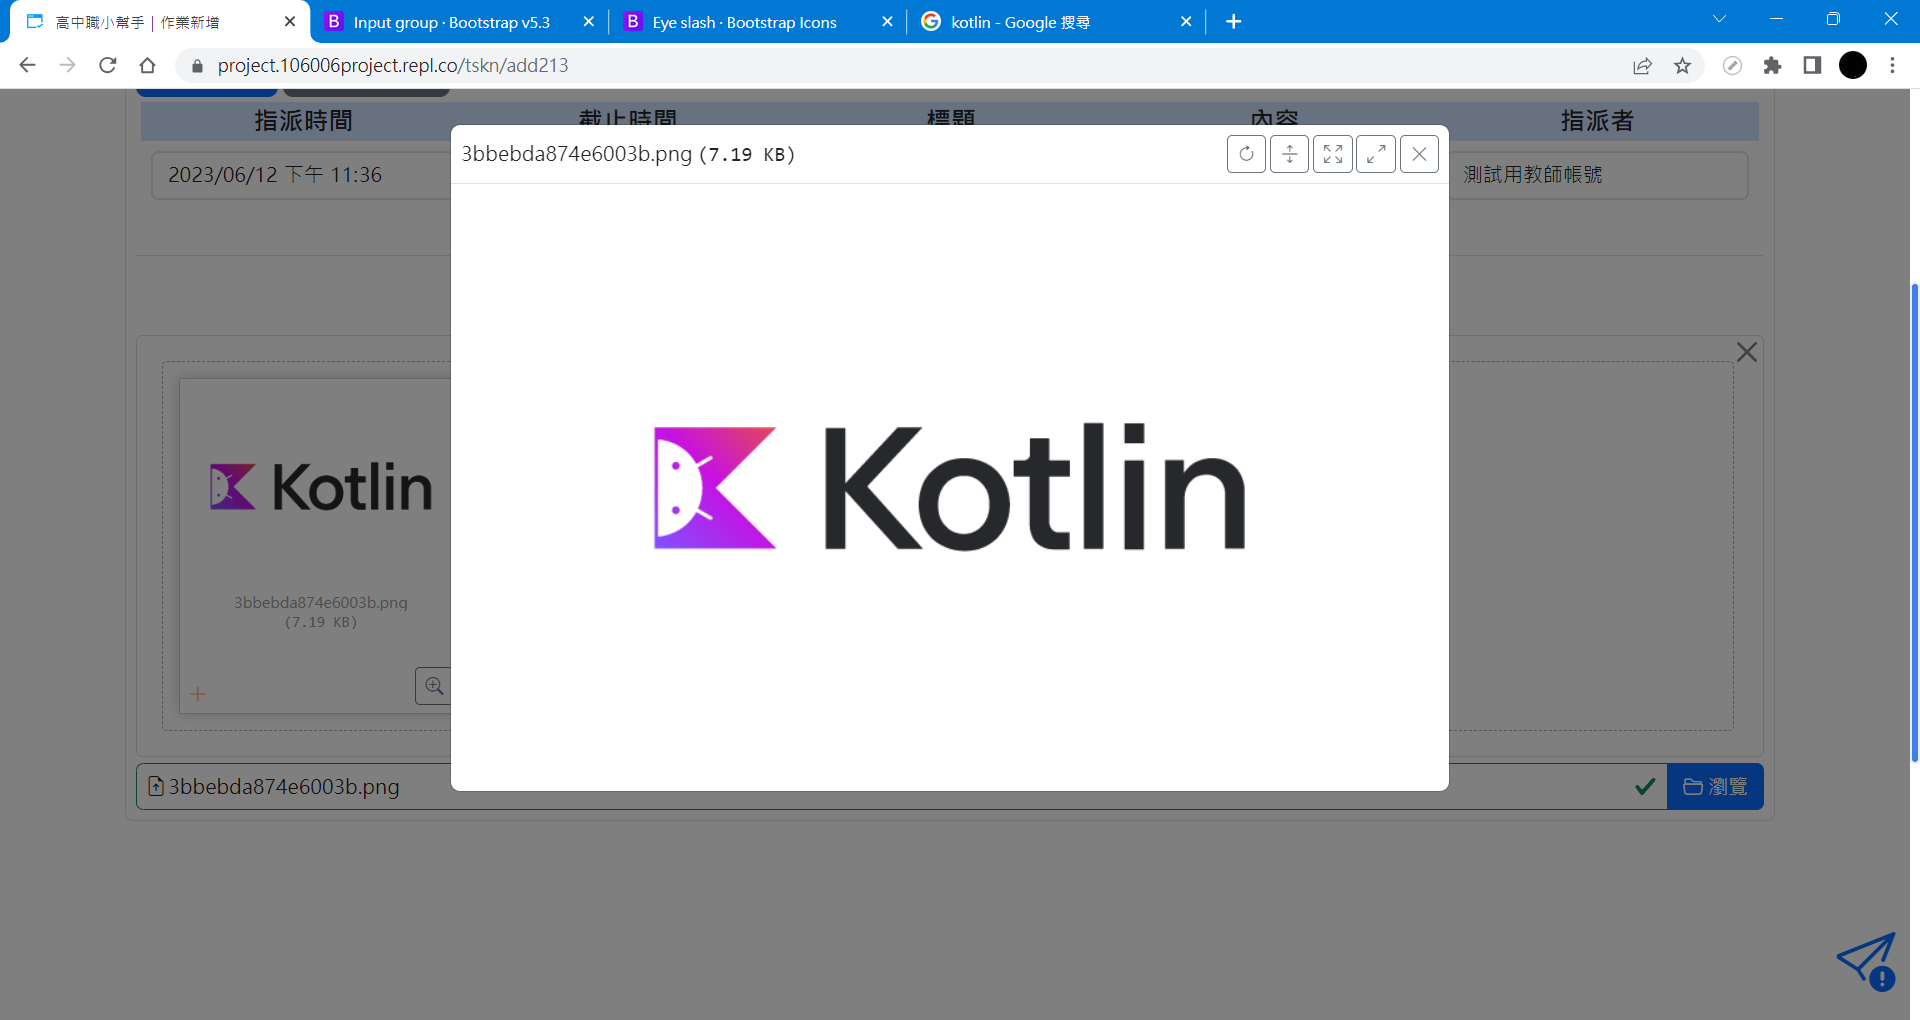 高中職小幫手 | 作業新增
Input group · Bootstrap v5.3
Eye slash · Bootstrap Icons
kotlin - Google 搜尋
project.106006project.repl.co/tskn/add213
指派時間 截止時間 標題 內容 指派者
2023/06/12 下午 11:36
測試用教師帳號
3bbebda874e6003b.png (7.19 KB)
Kotlin
Kotlin
3bbebda874e6003b.png
(7.19 KB)
3bbebda874e6003b.png
瀏覽